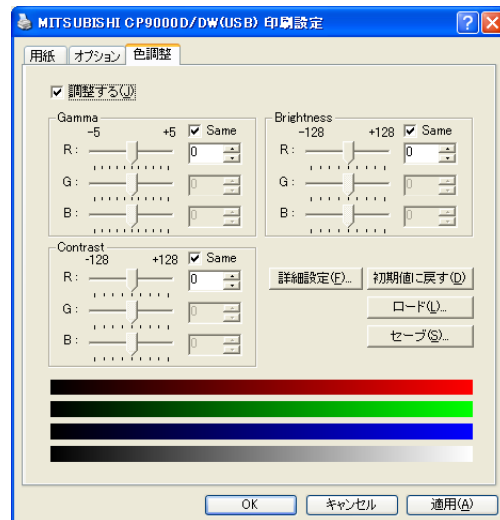 MITSUBISHI CP9000D/DW(USB) 印刷設定
用紙 オプション 色調整
調整する(J)
Gamma
-5 +5 Same
R: 0
G: 0
B: 0
Brightness
-128 +128 Same
R: 0
G: 0
B: 0
Contrast
-128 +128 Same
R: 0
G: 0
B: 0
詳細設定(F)... 初期値に戻す(D)
ロード(L)...
セーブ(S)...
OK キャンセル 適用(A)